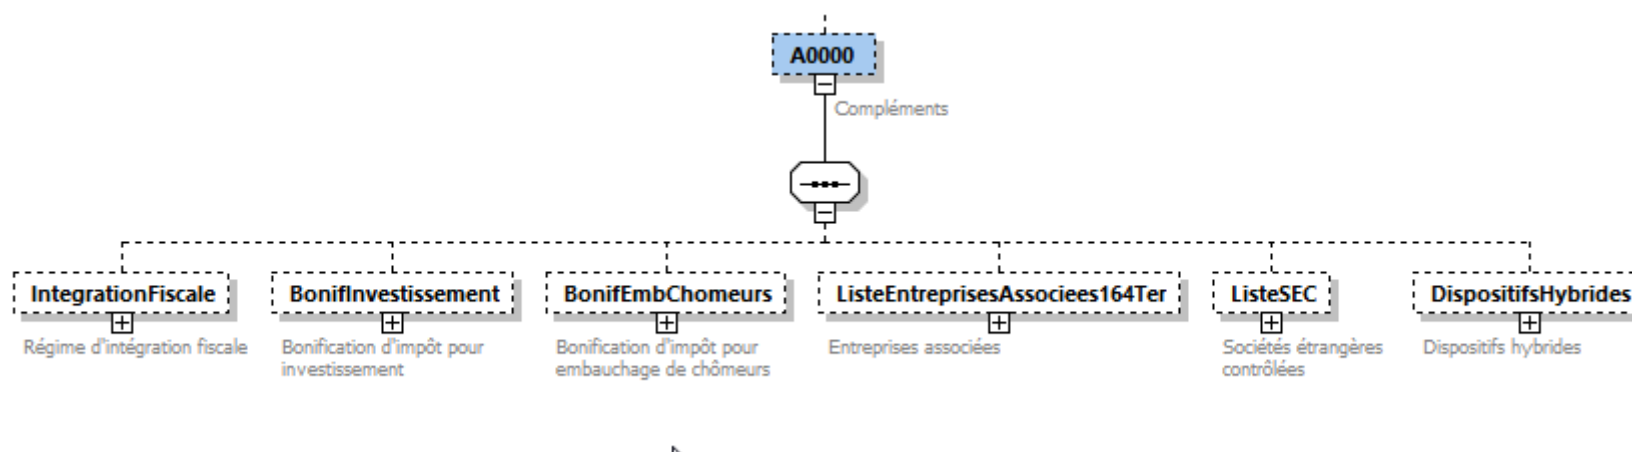 A0000
Compléments
IntegrationFiscale
BonifInvestissement
BonifEmbChomeurs
ListeEntreprisesAssociees164Ter
ListeSEC
DispositifsHybrides
Régime d'intégration fiscale
Bonification d'impôt pour
investissement
Bonification d'impôt pour
embauchage de chômeurs
Entreprises associées
Sociétés étrangères
contrôlées
Dispositifs hybrides